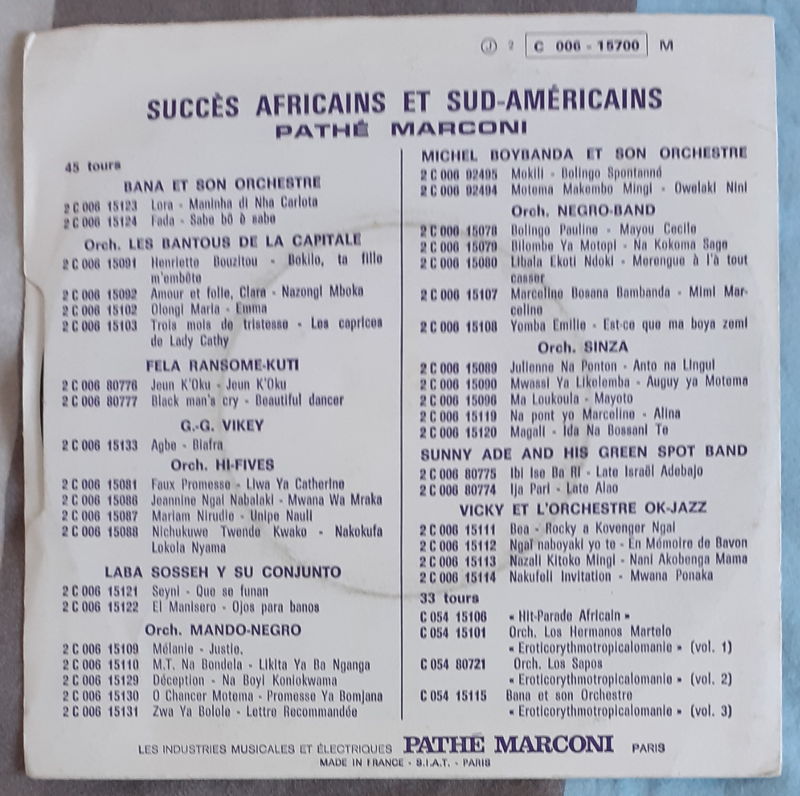 J 2 C 006 - 15700 M
SUCCÈS AFRICAINS ET SUD-AMÉRICAINS
PATHÉ MARCONI
45 tours
BANA ET SON ORCHESTRE
2 C 006 15123 Lora - Maninha di Nha Carlota
2 C 006 15124 Fada - Sabe bô è sabe
Orch. LES BANTOUS DE LA CAPITALE
2 C 006 15091 Henriette Bouzitou - Bokilo, ta fille
m'embête
2 C 006 15092 Amour et folie, Clara - Nazongi Mboka
2 C 006 15102 Olongi Maria - Emma
2 C 006 15103 Trois mois de tristesse - Les caprices
de Lady Cathy
FELA RANSOME-KUTI
2 C 006 80776 Jeun K'Oku - Jeun K'Oku
2 C 006 80777 Black man's cry - Beautiful dancer
G.-G. VIKEY
2 C 006 15133 Agbe - Biafra
Orch. HI-FIVES
2 C 006 15081 Faux Promesse - Liwa Ya Catherine
2 C 006 15086 Jeannine Ngai Nabalaki - Mwana Wa Mraka
2 C 006 15087 Mariam Nirudie - Unipe Nauli
2 C 006 15088 Nichukuwe Twende Kwako - Nakokufa
Lokola Nyama
LABA SOSSEH Y SU CONJUNTO
2 C 006 15121 Seyni - Que se funan
2 C 006 15122 El Manisero - Ojos para banos
Orch. MANDO-NEGRO
2 C 006 15109 Mélanie - Justie.
2 C 006 15110 M.T. Na Bondela - Likita Ya Ba Nganga
2 C 006 15129 Déception - Na Boyi Koniokwama
2 C 006 15130 O Chancer Motema - Promesse Ya Bomjana
2 C 006 15131 Zwa Ya Bolole - Lettre Recommandée
MICHEL BOYBANDA ET SON ORCHESTRE
2 C 006 92495 Mokili - Bolingo Spontanné
2 C 006 92494 Motema Makombo Mingi - Owelaki Nini
Orch. NEGRO-BAND
2 C 006 15078 Bolingo Pauline - Mayou Cecile
2 C 006 15079 Bilombe Ya Motopi - Na Kokoma Sage
2 C 006 15080 Libala Ekoti Ndoki - Merengue à l'à tout
casser
2 C 006 15107 Marceline Bosana Bambanda - Mimi Mar-
celine
2 C 006 15108 Yomba Emilie - Est-ce que ma boya zemi
Orch. SINZA
2 C 006 15089 Julienne Na Ponton - Anto na Lingui
2 C 006 15090 Mwassi Ya Likolemba - Auguy ya Motema
2 C 006 15096 Ma Loukoula - Mayoto
2 C 006 15119 Na pont yo Marceline - Alina
2 C 006 15120 Magali - Ida Na Bossani Te
SUNNY ADE AND HIS GREEN SPOT BAND
2 C 006 80775 Ibi Ise Ba Ri - Late Israël Adebajo
2 C 006 80774 Ija Pari - Late Alao
VICKY ET L'ORCHESTRE OK-JAZZ
2 C 006 15111 Bea - Rocky a Kovenger Ngai
2 C 006 15112 Ngai naboyaki yo te - En Mémoire de Bavon
2 C 006 15113 Nazali Kitoko Mingi - Nani Akobenga Mama
2 C 006 15114 Nakufeli Invitation - Mwana Ponaka
33 tours
C 054 15106 « Hit-Parade Africain »
C 054 15101 Orch. Los Hermanos Martelo
« Eroticorythmotropicalomanie » (vol. 1)
C 054 80721 Orch. Los Sapos
« Eroticorythmotropicalomanie » (vol. 2)
C 054 15115 Bana et son Orchestre
« Eroticorythmotropicalomanie » (vol. 3)
LES INDUSTRIES MUSICALES ET ÉLECTRIQUES PATHÉ MARCONI PARIS
MADE IN FRANCE - S.I.A.T. - PARIS